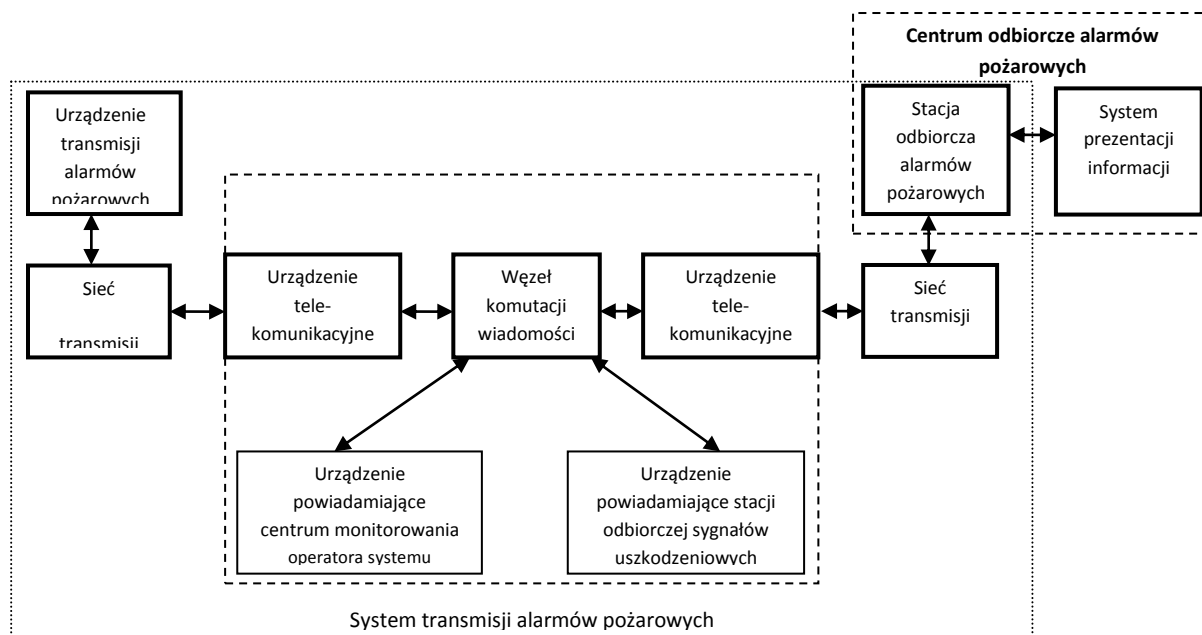 Centrum odbiorcze alarmów
pożarowych
Urządzenie
transmisji
alarmów
pożarowych
Stacja
odbiorcza
alarmów
pożarowych
System
prezentacji
informacji
Sieć
transmisji
Urządzenie
tele-
komunikacyjne
Węzeł
komutacji
wiadomości
Urządzenie
tele-
komunikacyjne
Sieć
transmisji
Urządzenie
powiadamiające
centrum monitorowania
operatora systemu
Urządzenie
powiadamiające stacji
odbiorczej sygnałów
uszkodzeniowych
System transmisji alarmów pożarowych